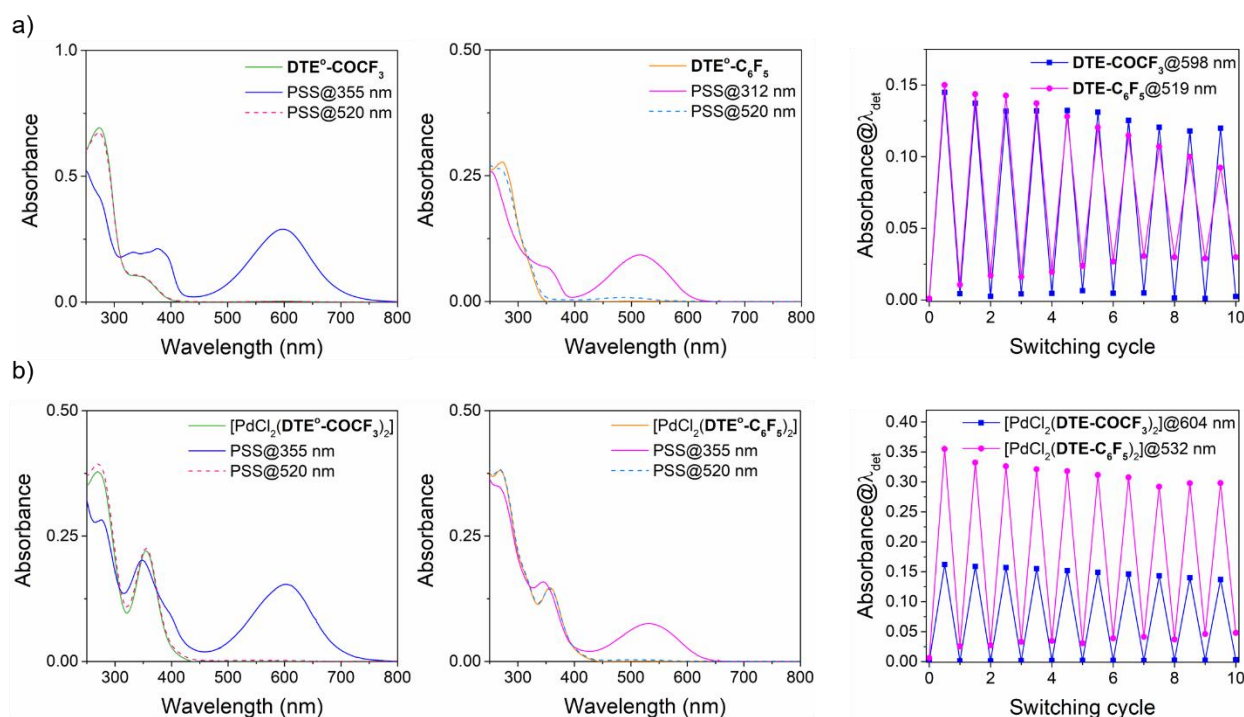 a)
1.0
0.5
0.0
Absorbance
DTEᵒ-COCF₃
PSS@355 nm
PSS@520 nm
300 400 500 600 700 800
Wavelength (nm)
0.50
0.25
0.00
Absorbance
DTEᵒ-C₆F₅
PSS@312 nm
PSS@520 nm
300 400 500 600 700 800
Wavelength (nm)
0.15
0.10
0.05
0.00
Absorbance@λdet
DTE-COCF₃@598 nm
DTE-C₆F₅@519 nm
0 2 4 6 8 10
Switching cycle
b)
0.50
0.25
0.00
Absorbance
[PdCl₂(DTEᵒ-COCF₃)₂]
PSS@355 nm
PSS@520 nm
300 400 500 600 700 800
Wavelength (nm)
0.50
0.25
0.00
Absorbance
[PdCl₂(DTEᵒ-C₆F₅)₂]
PSS@355 nm
PSS@520 nm
300 400 500 600 700 800
Wavelength (nm)
0.40
0.35
0.30
0.25
0.20
0.15
0.10
0.05
0.00
Absorbance@λdet
[PdCl₂(DTE-COCF₃)₂]@604 nm
[PdCl₂(DTE-C₆F₅)₂]@532 nm
0 2 4 6 8 10
Switching cycle